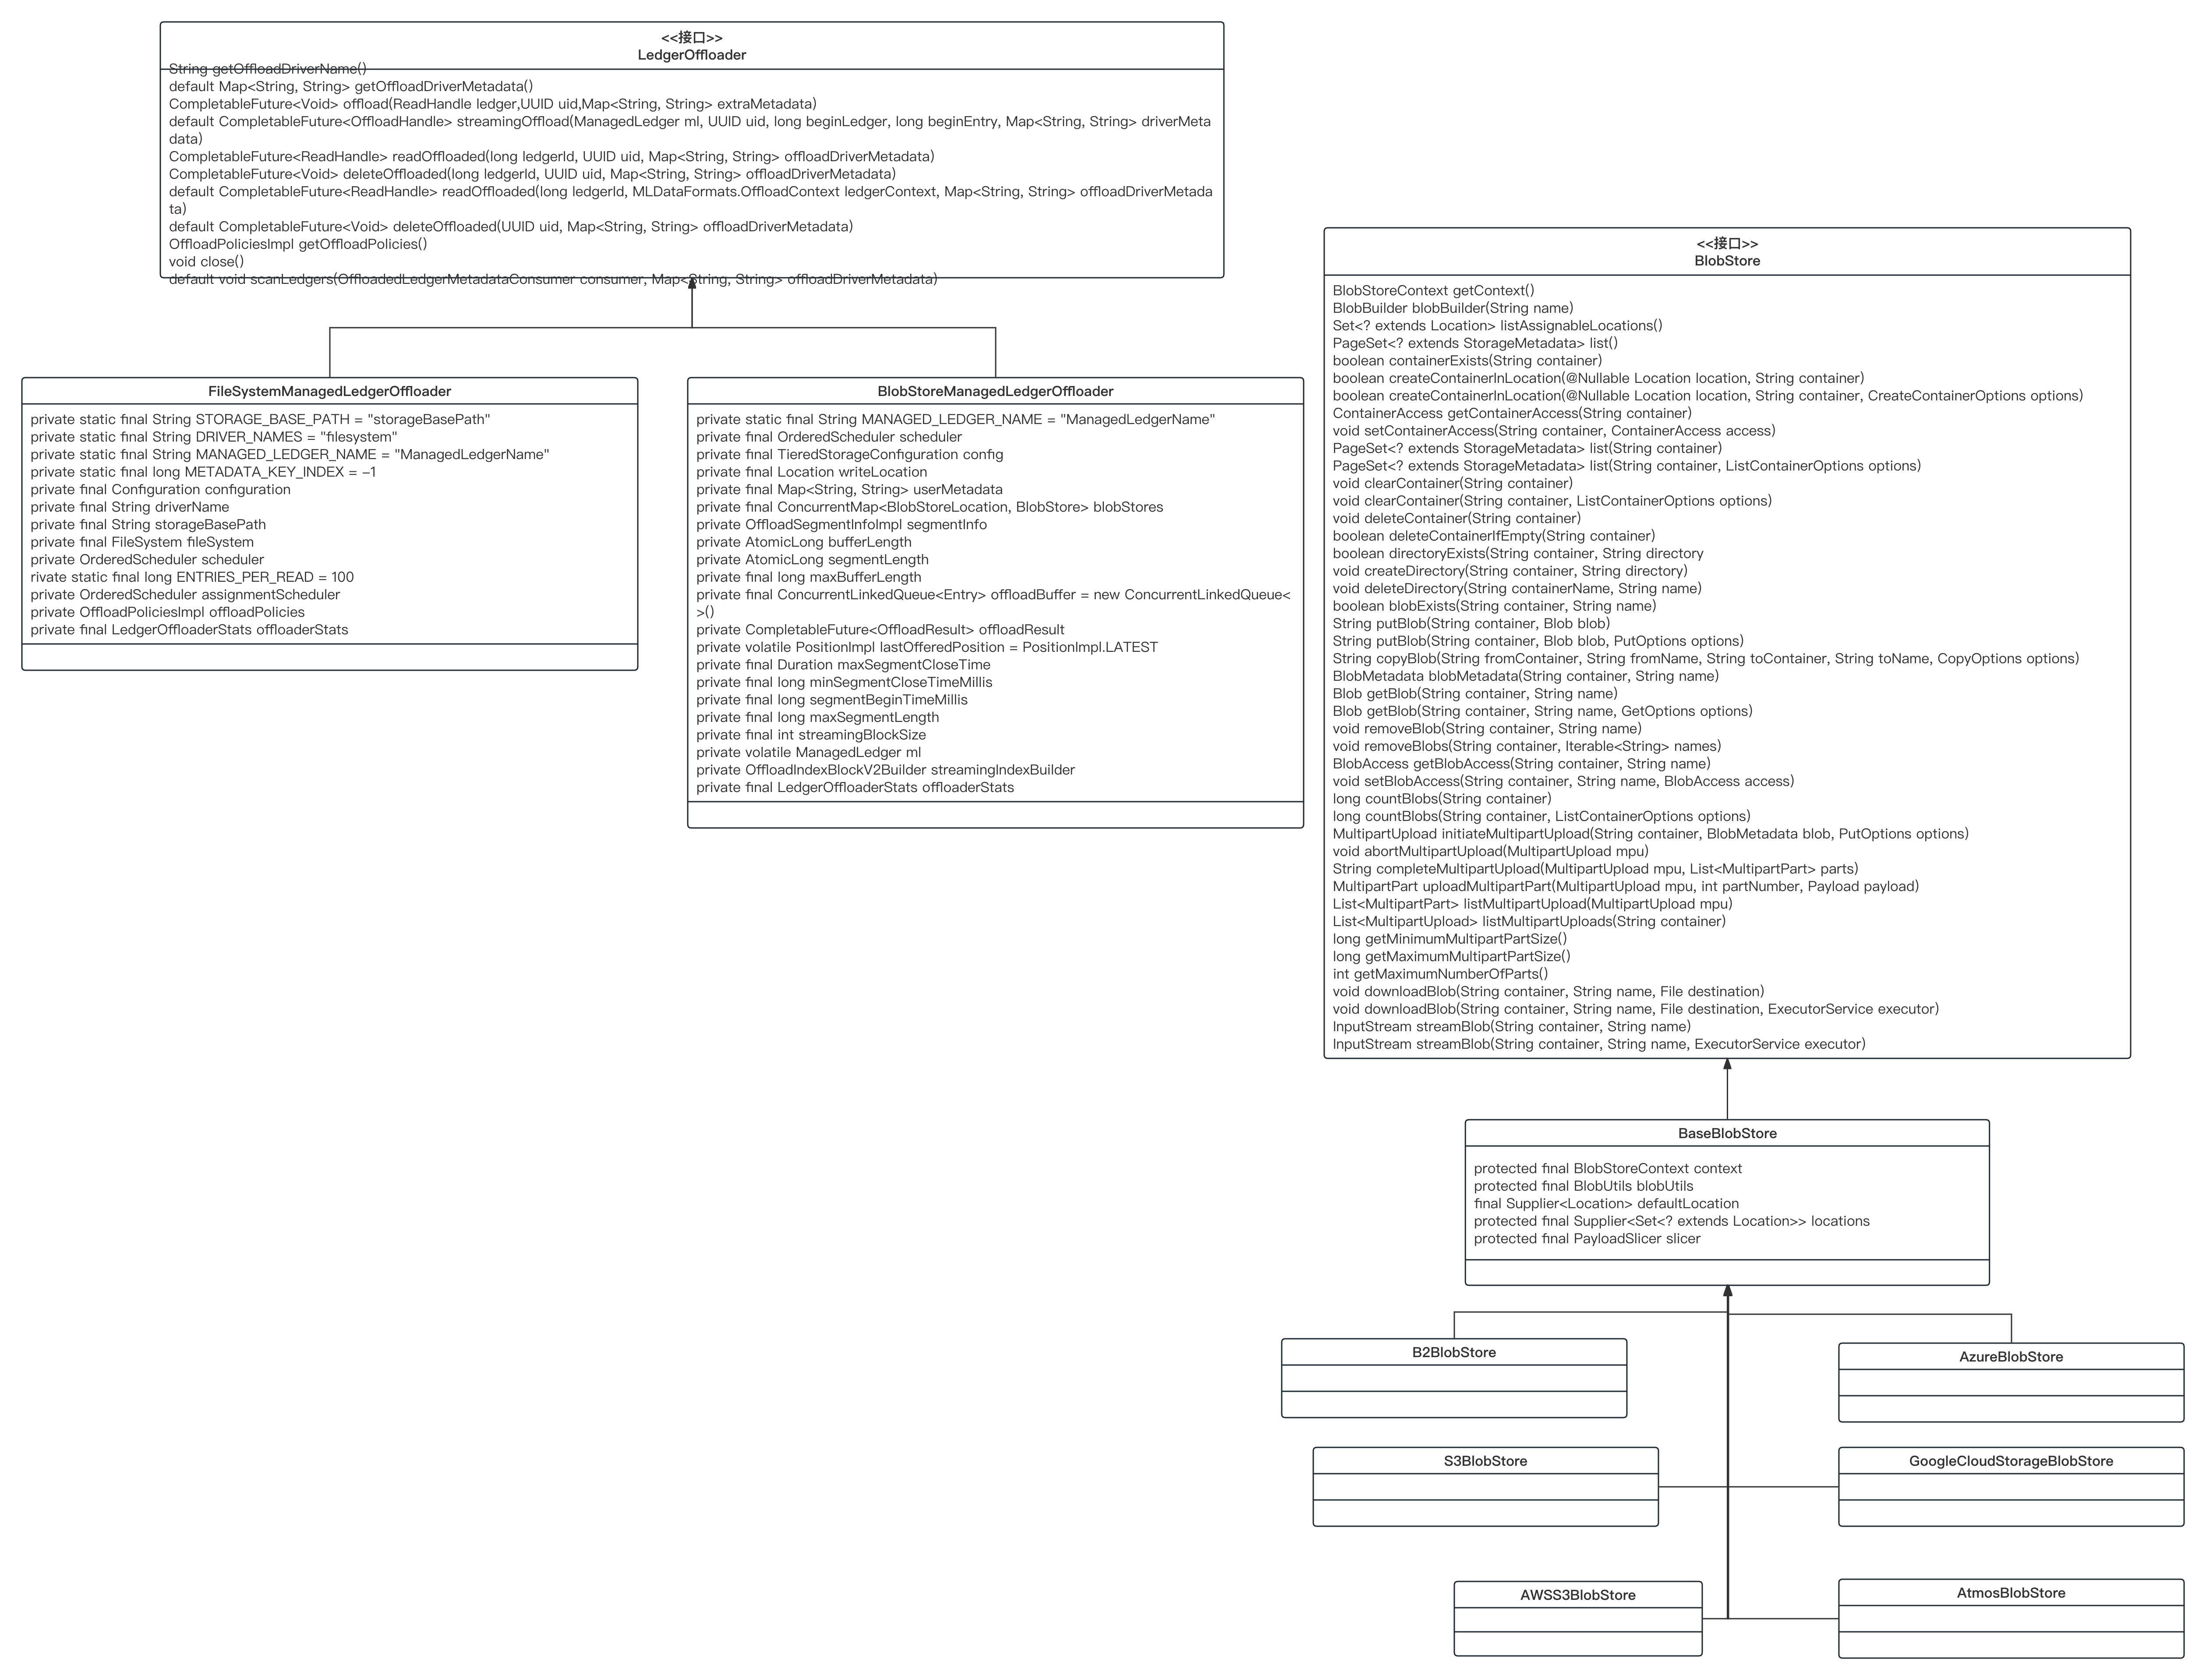 <<接口>>
LedgerOffloader
String getOffloadDriverName()
default Map<String, String> getOffloadDriverMetadata()
CompletableFuture<Void> offload(ReadHandle ledger,UUID uid,Map<String, String> extraMetadata)
default CompletableFuture<OffloadHandle> streamingOffload(ManagedLedger ml, UUID uid, long beginLedger, long beginEntry, Map<String, String> driverMeta
data)
CompletableFuture<ReadHandle> readOffloaded(long ledgerId, UUID uid, Map<String, String> offloadDriverMetadata)
CompletableFuture<Void> deleteOffloaded(long ledgerId, UUID uid, Map<String, String> offloadDriverMetadata)
default CompletableFuture<ReadHandle> readOffloaded(long ledgerId, MLDataFormats.OffloadContext ledgerContext, Map<String, String> offloadDriverMetada
ta)
default CompletableFuture<Void> deleteOffloaded(UUID uid, Map<String, String> offloadDriverMetadata)
OffloadPoliciesImpl getOffloadPolicies()
void close()
default void scanLedgers(OffloadedLedgerMetadataConsumer consumer, Map<String, String> offloadDriverMetadata)
FileSystemManagedLedgerOffloader
private static final String STORAGE_BASE_PATH = "storageBasePath"
private static final String DRIVER_NAMES = "filesystem"
private static final String MANAGED_LEDGER_NAME = "ManagedLedgerName"
private static final long METADATA_KEY_INDEX = -1
private final Configuration configuration
private final String driverName
private final String storageBasePath
private final FileSystem fileSystem
private OrderedScheduler scheduler
rivate static final long ENTRIES_PER_READ = 100
private OrderedScheduler assignmentScheduler
private OffloadPoliciesImpl offloadPolicies
private final LedgerOffloaderStats offloaderStats
BlobStoreManagedLedgerOffloader
private static final String MANAGED_LEDGER_NAME = "ManagedLedgerName"
private final OrderedScheduler scheduler
private final TieredStorageConfiguration config
private final Location writeLocation
private final Map<String, String> userMetadata
private final ConcurrentMap<BlobStoreLocation, BlobStore> blobStores
private OffloadSegmentInfoImpl segmentInfo
private AtomicLong bufferLength
private AtomicLong segmentLength
private final long maxBufferLength
private final ConcurrentLinkedQueue<Entry> offloadBuffer = new ConcurrentLinkedQueue<
>()
private CompletableFuture<OffloadResult> offloadResult
private volatile PositionImpl lastOfferedPosition = PositionImpl.LATEST
private final Duration maxSegmentCloseTime
private final long minSegmentCloseTimeMillis
private final long segmentBeginTimeMillis
private final long maxSegmentLength
private final int streamingBlockSize
private volatile ManagedLedger ml
private OffloadIndexBlockV2Builder streamingIndexBuilder
private final LedgerOffloaderStats offloaderStats
<<接口>>
BlobStore
BlobStoreContext getContext()
BlobBuilder blobBuilder(String name)
Set<? extends Location> listAssignableLocations()
PageSet<? extends StorageMetadata> list()
boolean containerExists(String container)
boolean createContainerInLocation(@Nullable Location location, String container)
boolean createContainerInLocation(@Nullable Location location, String container, CreateContainerOptions options)
ContainerAccess getContainerAccess(String container)
void setContainerAccess(String container, ContainerAccess access)
PageSet<? extends StorageMetadata> list(String container)
PageSet<? extends StorageMetadata> list(String container, ListContainerOptions options)
void clearContainer(String container)
void clearContainer(String container, ListContainerOptions options)
void deleteContainer(String container)
boolean deleteContainerIfEmpty(String container)
boolean directoryExists(String container, String directory
void createDirectory(String container, String directory)
void deleteDirectory(String containerName, String name)
boolean blobExists(String container, String name)
String putBlob(String container, Blob blob)
String putBlob(String container, Blob blob, PutOptions options)
String copyBlob(String fromContainer, String fromName, String toContainer, String toName, CopyOptions options)
BlobMetadata blobMetadata(String container, String name)
Blob getBlob(String container, String name)
Blob getBlob(String container, String name, GetOptions options)
void removeBlob(String container, String name)
void removeBlobs(String container, Iterable<String> names)
BlobAccess getBlobAccess(String container, String name)
void setBlobAccess(String container, String name, BlobAccess access)
long countBlobs(String container)
long countBlobs(String container, ListContainerOptions options)
MultipartUpload initiateMultipartUpload(String container, BlobMetadata blob, PutOptions options)
void abortMultipartUpload(MultipartUpload mpu)
String completeMultipartUpload(MultipartUpload mpu, List<MultipartPart> parts)
MultipartPart uploadMultipartPart(MultipartUpload mpu, int partNumber, Payload payload)
List<MultipartPart> listMultipartUpload(MultipartUpload mpu)
List<MultipartUpload> listMultipartUploads(String container)
long getMinimumMultipartPartSize()
long getMaximumMultipartPartSize()
int getMaximumNumberOfParts()
void downloadBlob(String container, String name, File destination)
void downloadBlob(String container, String name, File destination, ExecutorService executor)
InputStream streamBlob(String container, String name)
InputStream streamBlob(String container, String name, ExecutorService executor)
BaseBlobStore
protected final BlobStoreContext context
protected final BlobUtils blobUtils
final Supplier<Location> defaultLocation
protected final Supplier<Set<? extends Location>> locations
protected final PayloadSlicer slicer
B2BlobStore
AzureBlobStore
S3BlobStore
GoogleCloudStorageBlobStore
AWSS3BlobStore
AtmosBlobStore